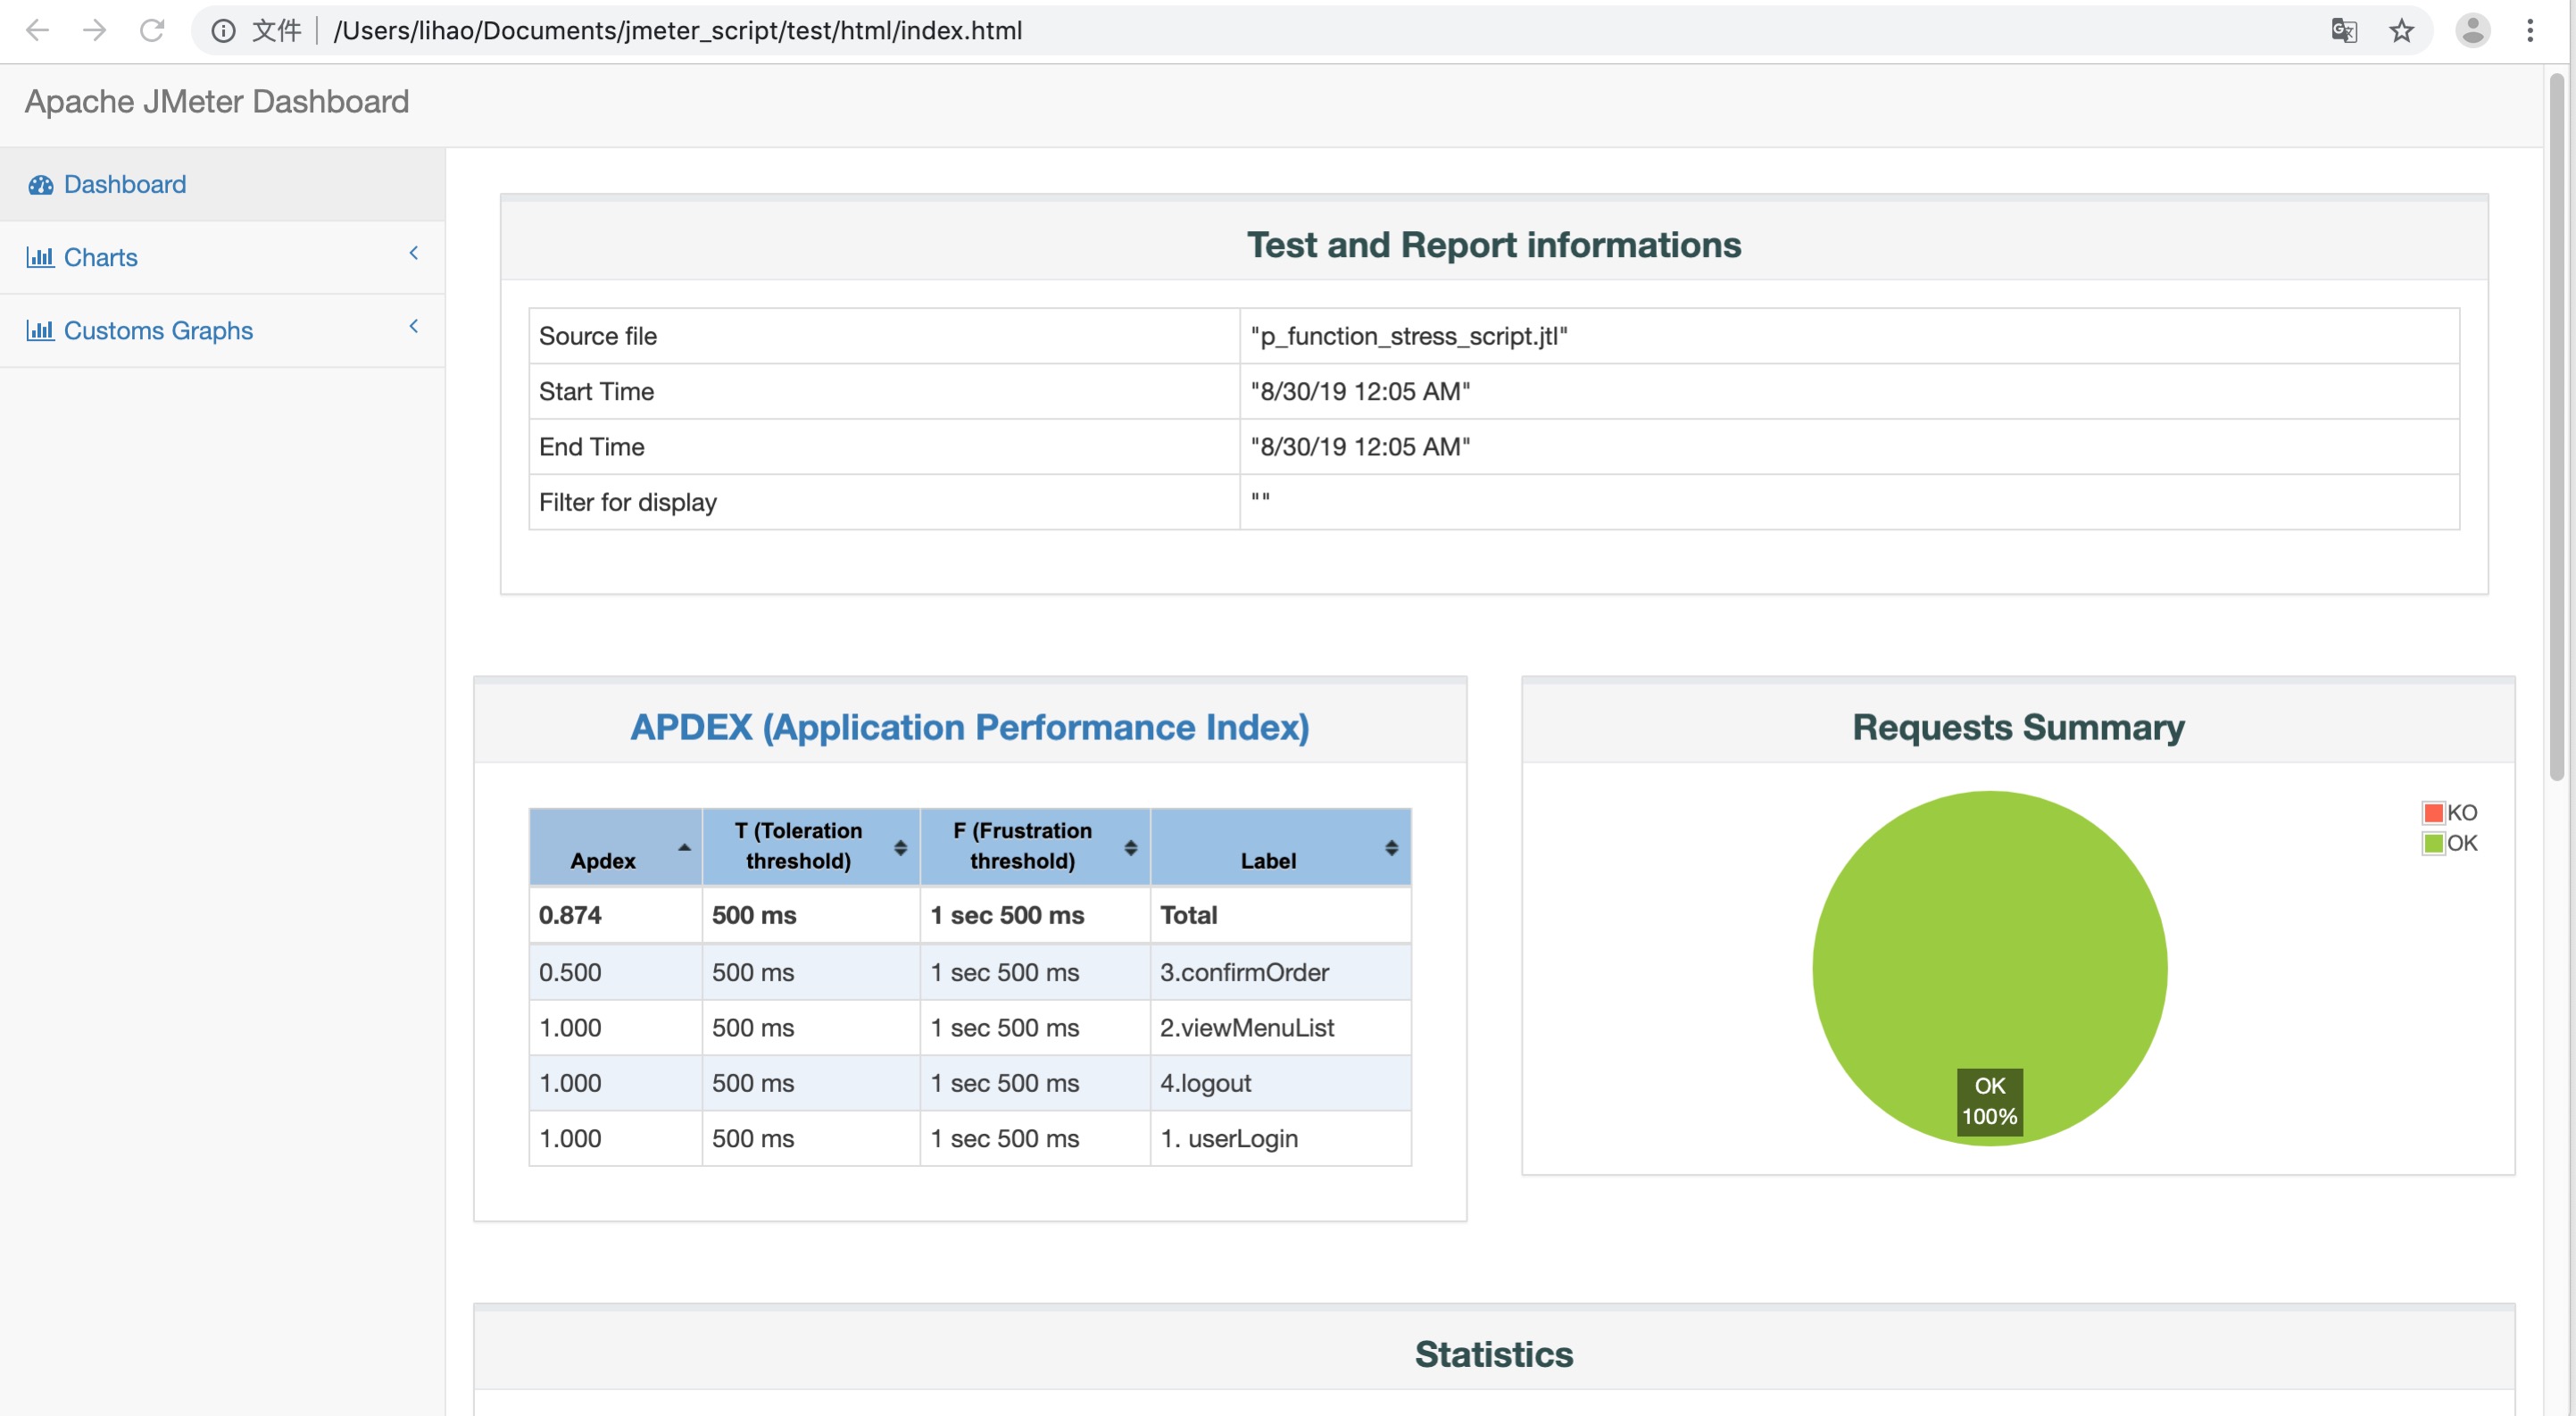 文件 /Users/lihao/Documents/jmeter_script/test/html/index.html
Apache JMeter Dashboard
Dashboard
Charts
Customs Graphs
Test and Report informations
Source file "p_function_stress_script.jtl"
Start Time "8/30/19 12:05 AM"
End Time "8/30/19 12:05 AM"
Filter for display ""
APDEX (Application Performance Index)
Apdex T (Toleration threshold) F (Frustration threshold) Label
0.874 500 ms 1 sec 500 ms Total
0.500 500 ms 1 sec 500 ms 3.confirmOrder
1.000 500 ms 1 sec 500 ms 2.viewMenuList
1.000 500 ms 1 sec 500 ms 4.logout
1.000 500 ms 1 sec 500 ms 1. userLogin
Requests Summary
KO
OK
OK
100%
Statistics